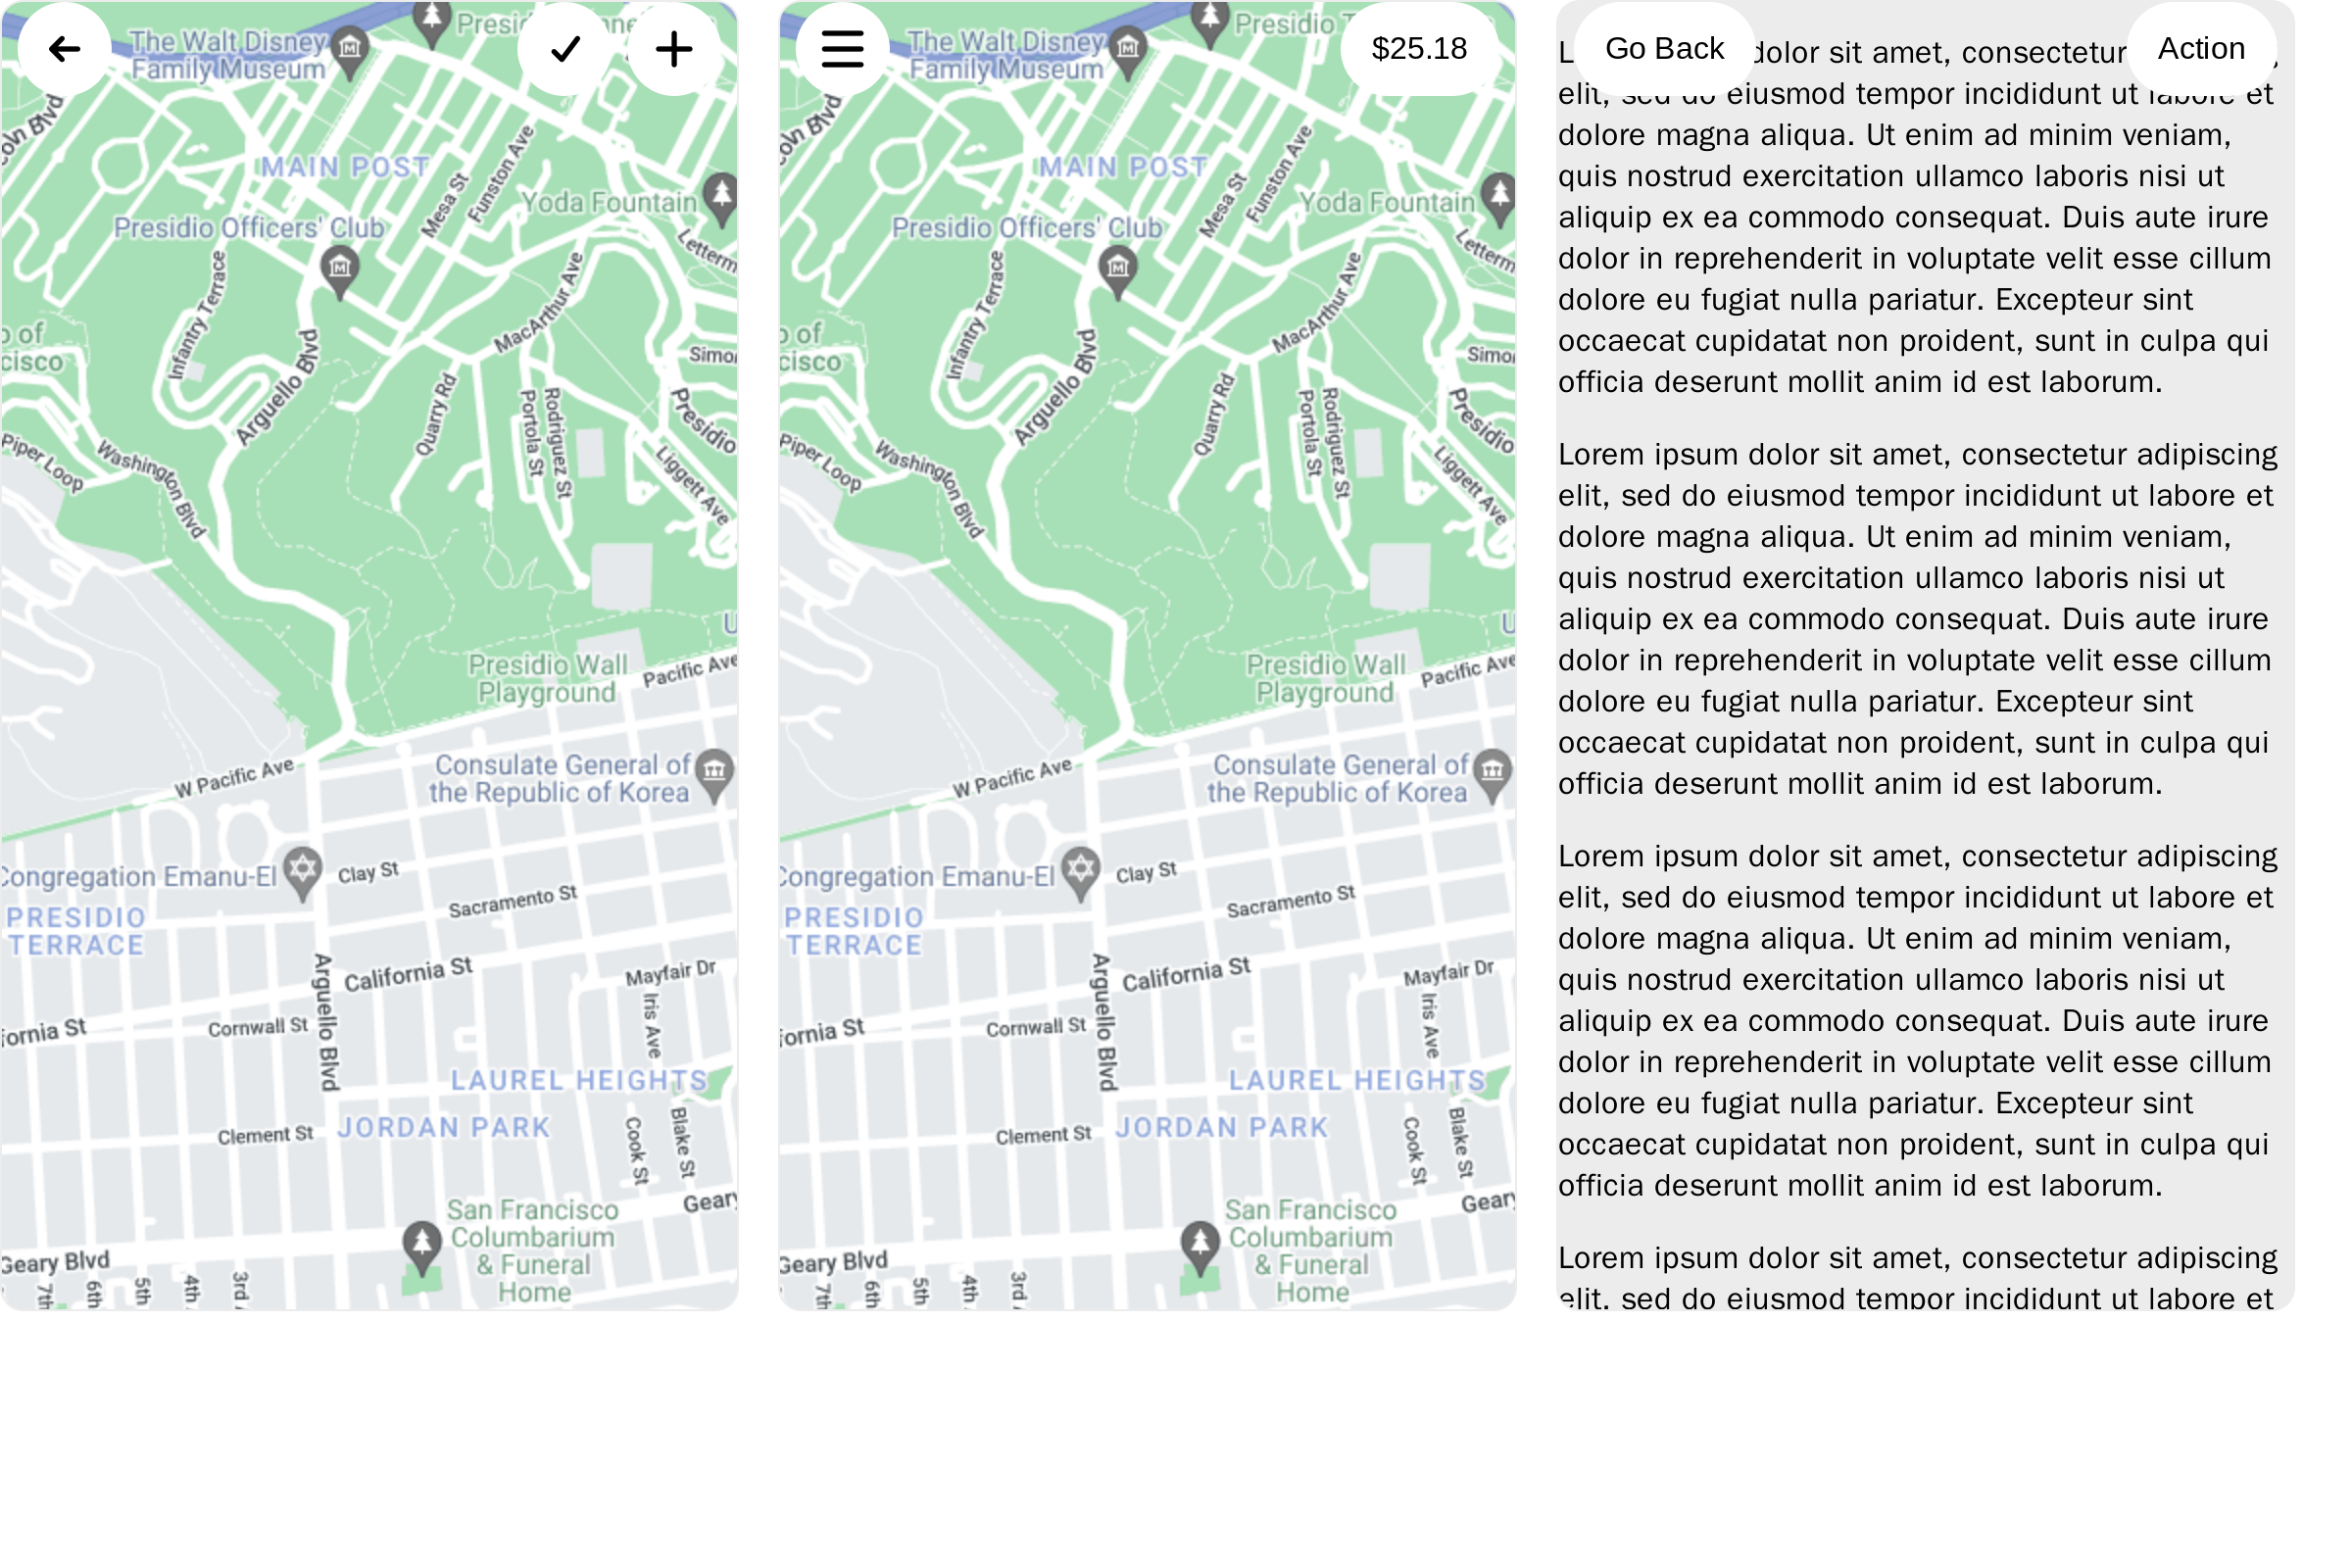 The Walt Disney
Family Museum
MAIN POST
Mesa St
Funston Ave
Yoda Fountain
Presidio Officers' Club
Infantry Terrace
MacArthur Ave
Arguello Blvd
Quarry Rd
Portola St
Rodriguez St
Presidio
Liggett Ave
Piper Loop
Washington Blvd
Presidio Wall
Playground
Pacific Ave
W Pacific Ave
Consulate General of
the Republic of Korea
Congregation Emanu-El
Clay St
Sacramento St
PRESIDIO
TERRACE
California St
Mayfair Dr
Iris Ave
Arguello Blvd
Cornwall St
LAUREL HEIGHTS
JORDAN PARK
Clement St
Cook St
Blake St
Geary
San Francisco
Columbarium
& Funeral
Home
Geary Blvd
7th
6th
5th
4th
3rd
$25.18
The Walt Disney
Family Museum
Presidio
MAIN POST
Mesa St
Funston Ave
Yoda Fountain
Presidio Officers' Club
Infantry Terrace
MacArthur Ave
Arguello Blvd
Quarry Rd
Portola St
Rodriguez St
Presidio
Liggett Ave
Piper Loop
Washington Blvd
Presidio Wall
Playground
Pacific Ave
W Pacific Ave
Consulate General of
the Republic of Korea
Congregation Emanu-El
Clay St
Sacramento St
PRESIDIO
TERRACE
California St
Mayfair Dr
Iris Ave
Arguello Blvd
Cornwall St
LAUREL HEIGHTS
JORDAN PARK
Clement St
Cook St
Blake St
Geary
San Francisco
Columbarium
& Funeral
Home
Geary Blvd
7th
6th
5th
4th
3rd
Go Back
Action
dolor sit amet, consectetur
elit, sed do eiusmod tempor incididunt ut labore et
dolore magna aliqua. Ut enim ad minim veniam,
quis nostrud exercitation ullamco laboris nisi ut
aliquip ex ea commodo consequat. Duis aute irure
dolor in reprehenderit in voluptate velit esse cillum
dolore eu fugiat nulla pariatur. Excepteur sint
occaecat cupidatat non proident, sunt in culpa qui
officia deserunt mollit anim id est laborum.
Lorem ipsum dolor sit amet, consectetur adipiscing
elit, sed do eiusmod tempor incididunt ut labore et
dolore magna aliqua. Ut enim ad minim veniam,
quis nostrud exercitation ullamco laboris nisi ut
aliquip ex ea commodo consequat. Duis aute irure
dolor in reprehenderit in voluptate velit esse cillum
dolore eu fugiat nulla pariatur. Excepteur sint
occaecat cupidatat non proident, sunt in culpa qui
officia deserunt mollit anim id est laborum.
Lorem ipsum dolor sit amet, consectetur adipiscing
elit, sed do eiusmod tempor incididunt ut labore et
dolore magna aliqua. Ut enim ad minim veniam,
quis nostrud exercitation ullamco laboris nisi ut
aliquip ex ea commodo consequat. Duis aute irure
dolor in reprehenderit in voluptate velit esse cillum
dolore eu fugiat nulla pariatur. Excepteur sint
occaecat cupidatat non proident, sunt in culpa qui
officia deserunt mollit anim id est laborum.
Lorem ipsum dolor sit amet, consectetur adipiscing
elit, sed do eiusmod tempor incididunt ut labore et